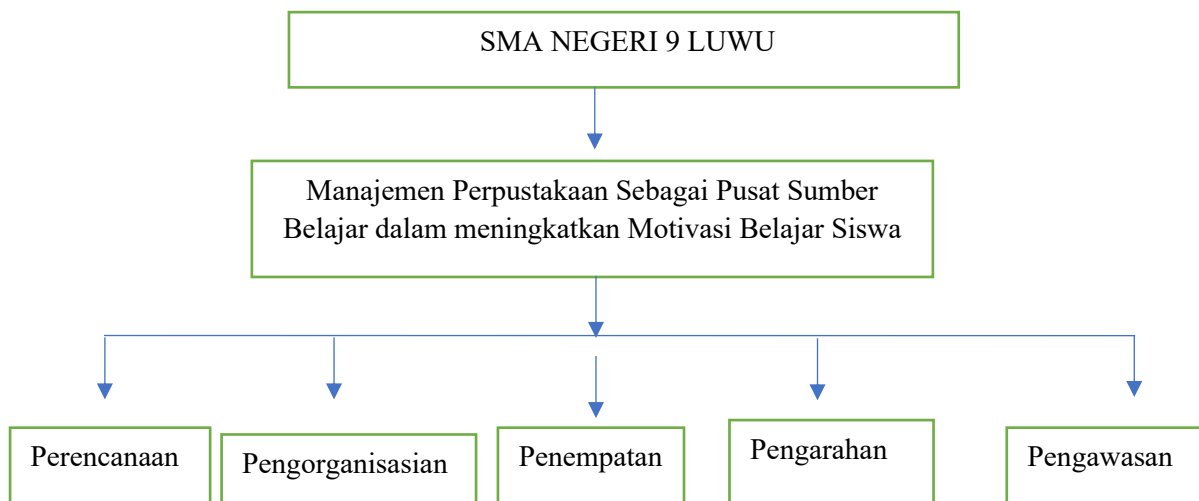 SMA NEGERI 9 LUWU
Manajemen Perpustakaan Sebagai Pusat Sumber
Belajar dalam meningkatkan Motivasi Belajar Siswa
Perencanaan
Pengorganisasian
Penempatan
Pengarahan
Pengawasan